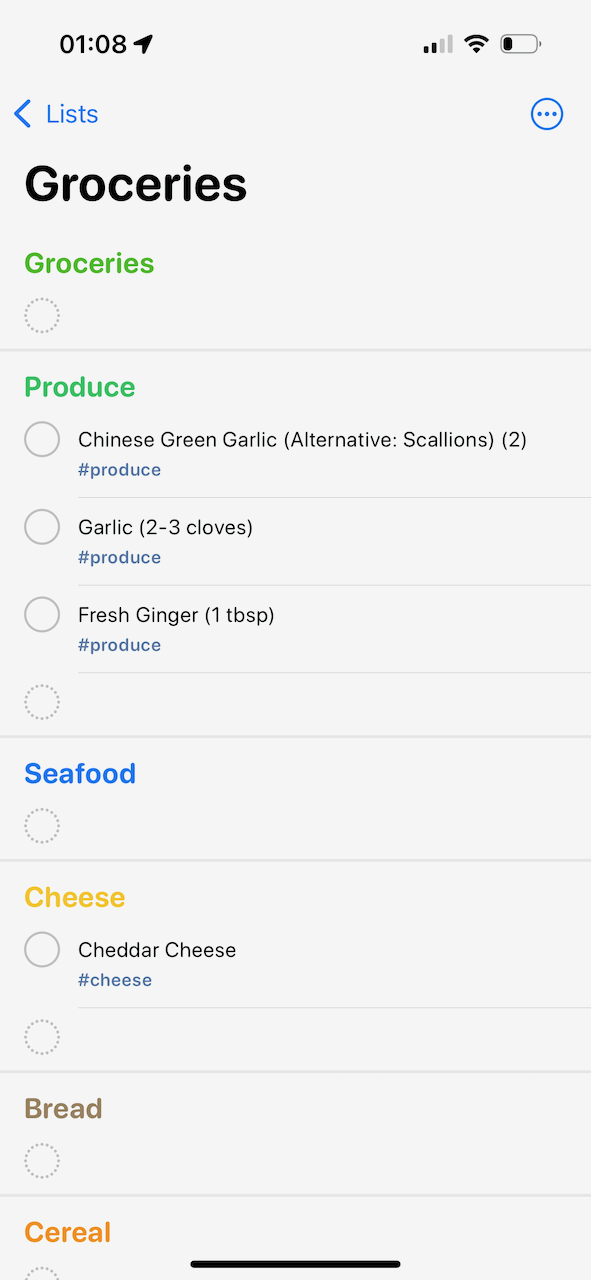 01:08
Lists
Groceries
Groceries
Produce
Chinese Green Garlic (Alternative: Scallions) (2)
#produce
Garlic (2-3 cloves)
#produce
Fresh Ginger (1 tbsp)
#produce
Seafood
Cheese
Cheddar Cheese
#cheese
Bread
Cereal